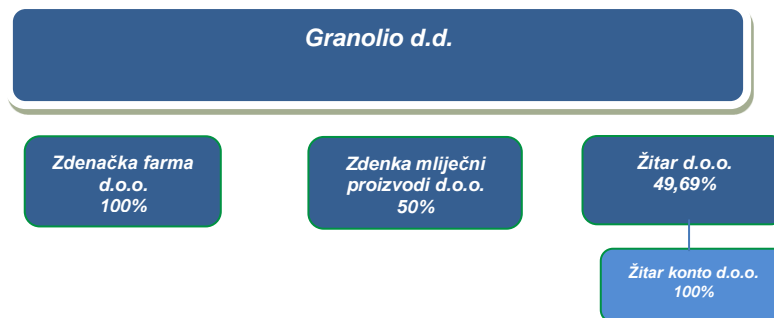 Granolio d.d.
Zdenačka farma
d.o.o.
100%
Zdenka mliječni
proizvodi d.o.o.
50%
Žitar d.o.o.
49,69%
Žitar konto d.o.o.
100%